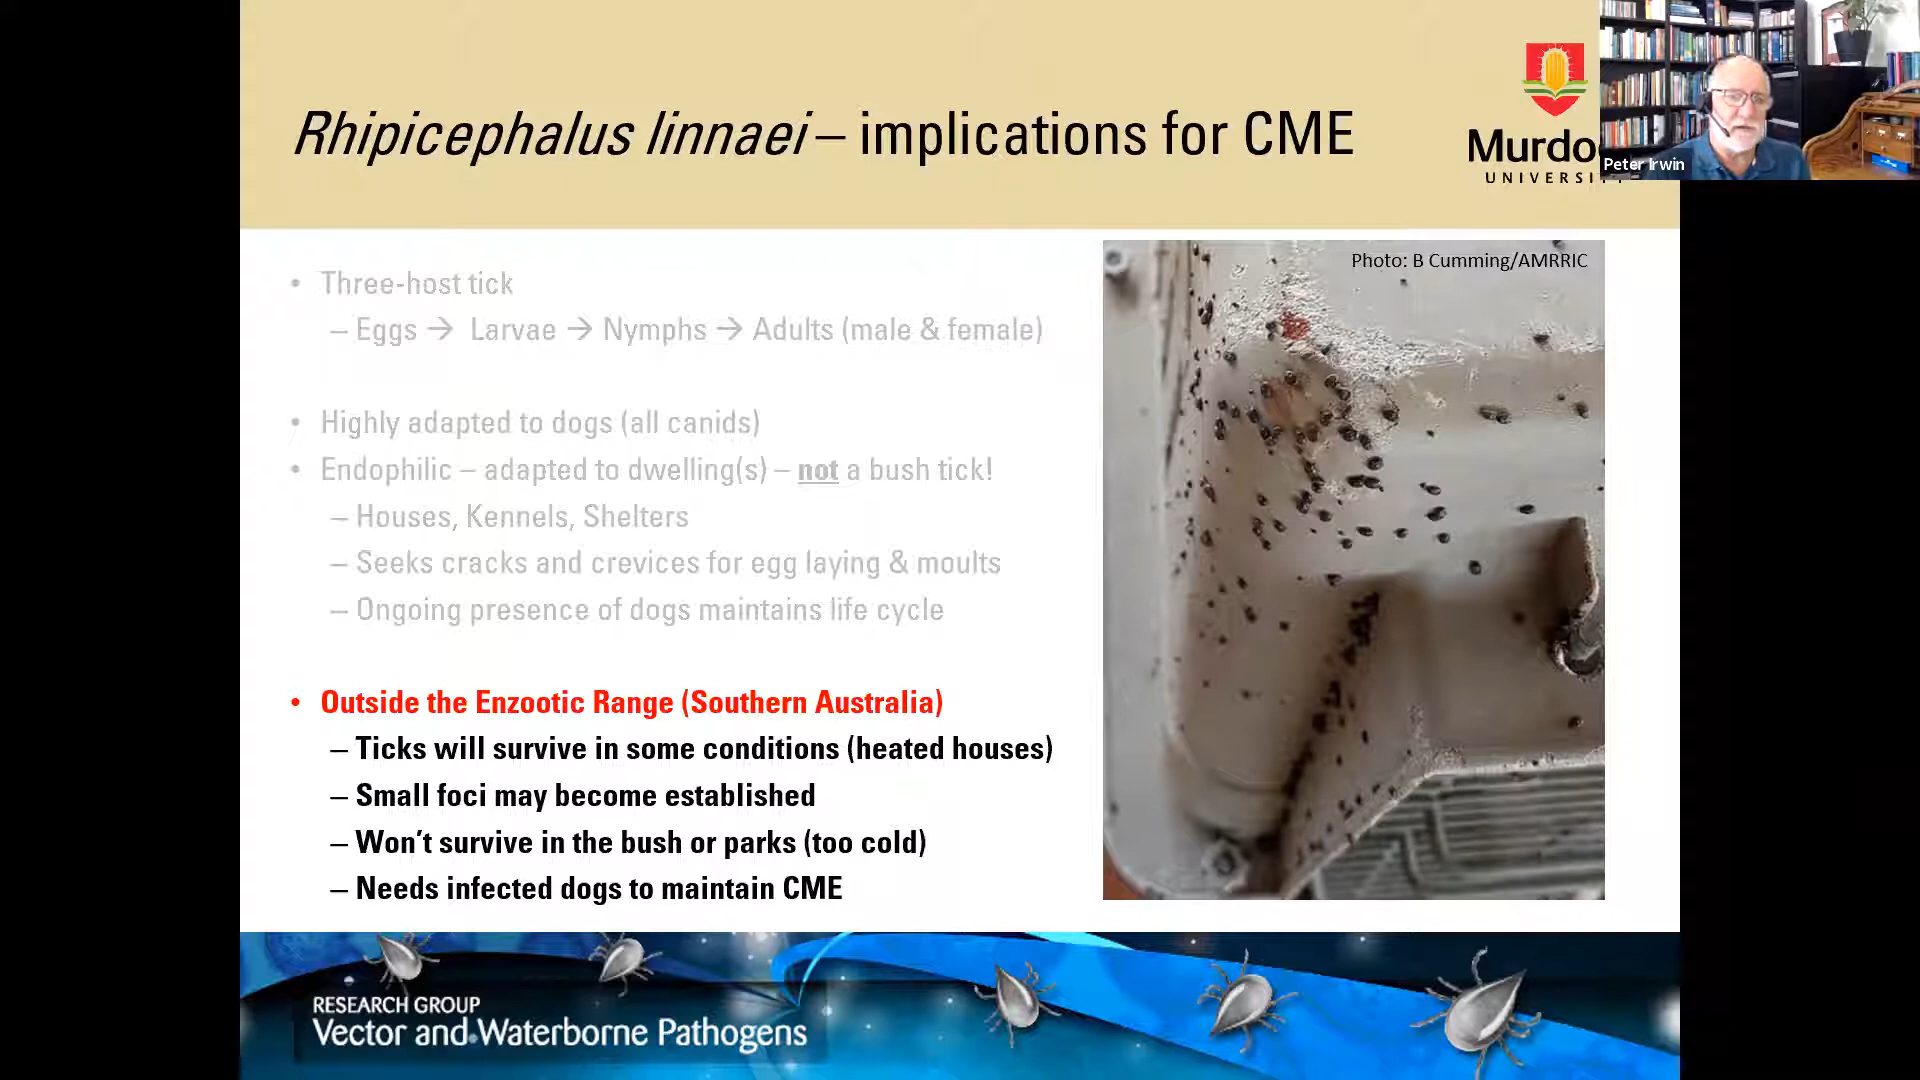 Rhipicephalus linnaei – implications for CME
UNIVERSI
Peter Irwin
• Three-host tick
– Eggs → Larvae → Nymphs → Adults (male & female)
• Highly adapted to dogs (all canids)
• Endophilic – adapted to dwelling(s) – not a bush tick!
– Houses, Kennels, Shelters
– Seeks cracks and crevices for egg laying & moults
– Ongoing presence of dogs maintains life cycle
• Outside the Enzootic Range (Southern Australia)
– Ticks will survive in some conditions (heated houses)
– Small foci may become established
– Won't survive in the bush or parks (too cold)
– Needs infected dogs to maintain CME
Photo: B Cumming/AMRRIC
RESEARCH GROUP
Vector and Waterborne Pathogens